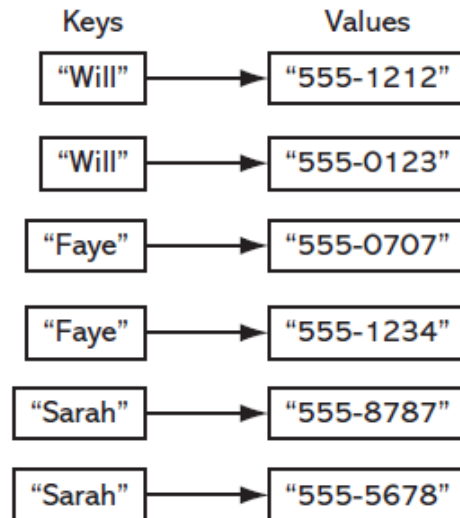 Keys Values
“Will” “555-1212”
“Will” “555-0123”
“Faye” “555-0707”
“Faye” “555-1234”
“Sarah” “555-8787”
“Sarah” “555-5678”